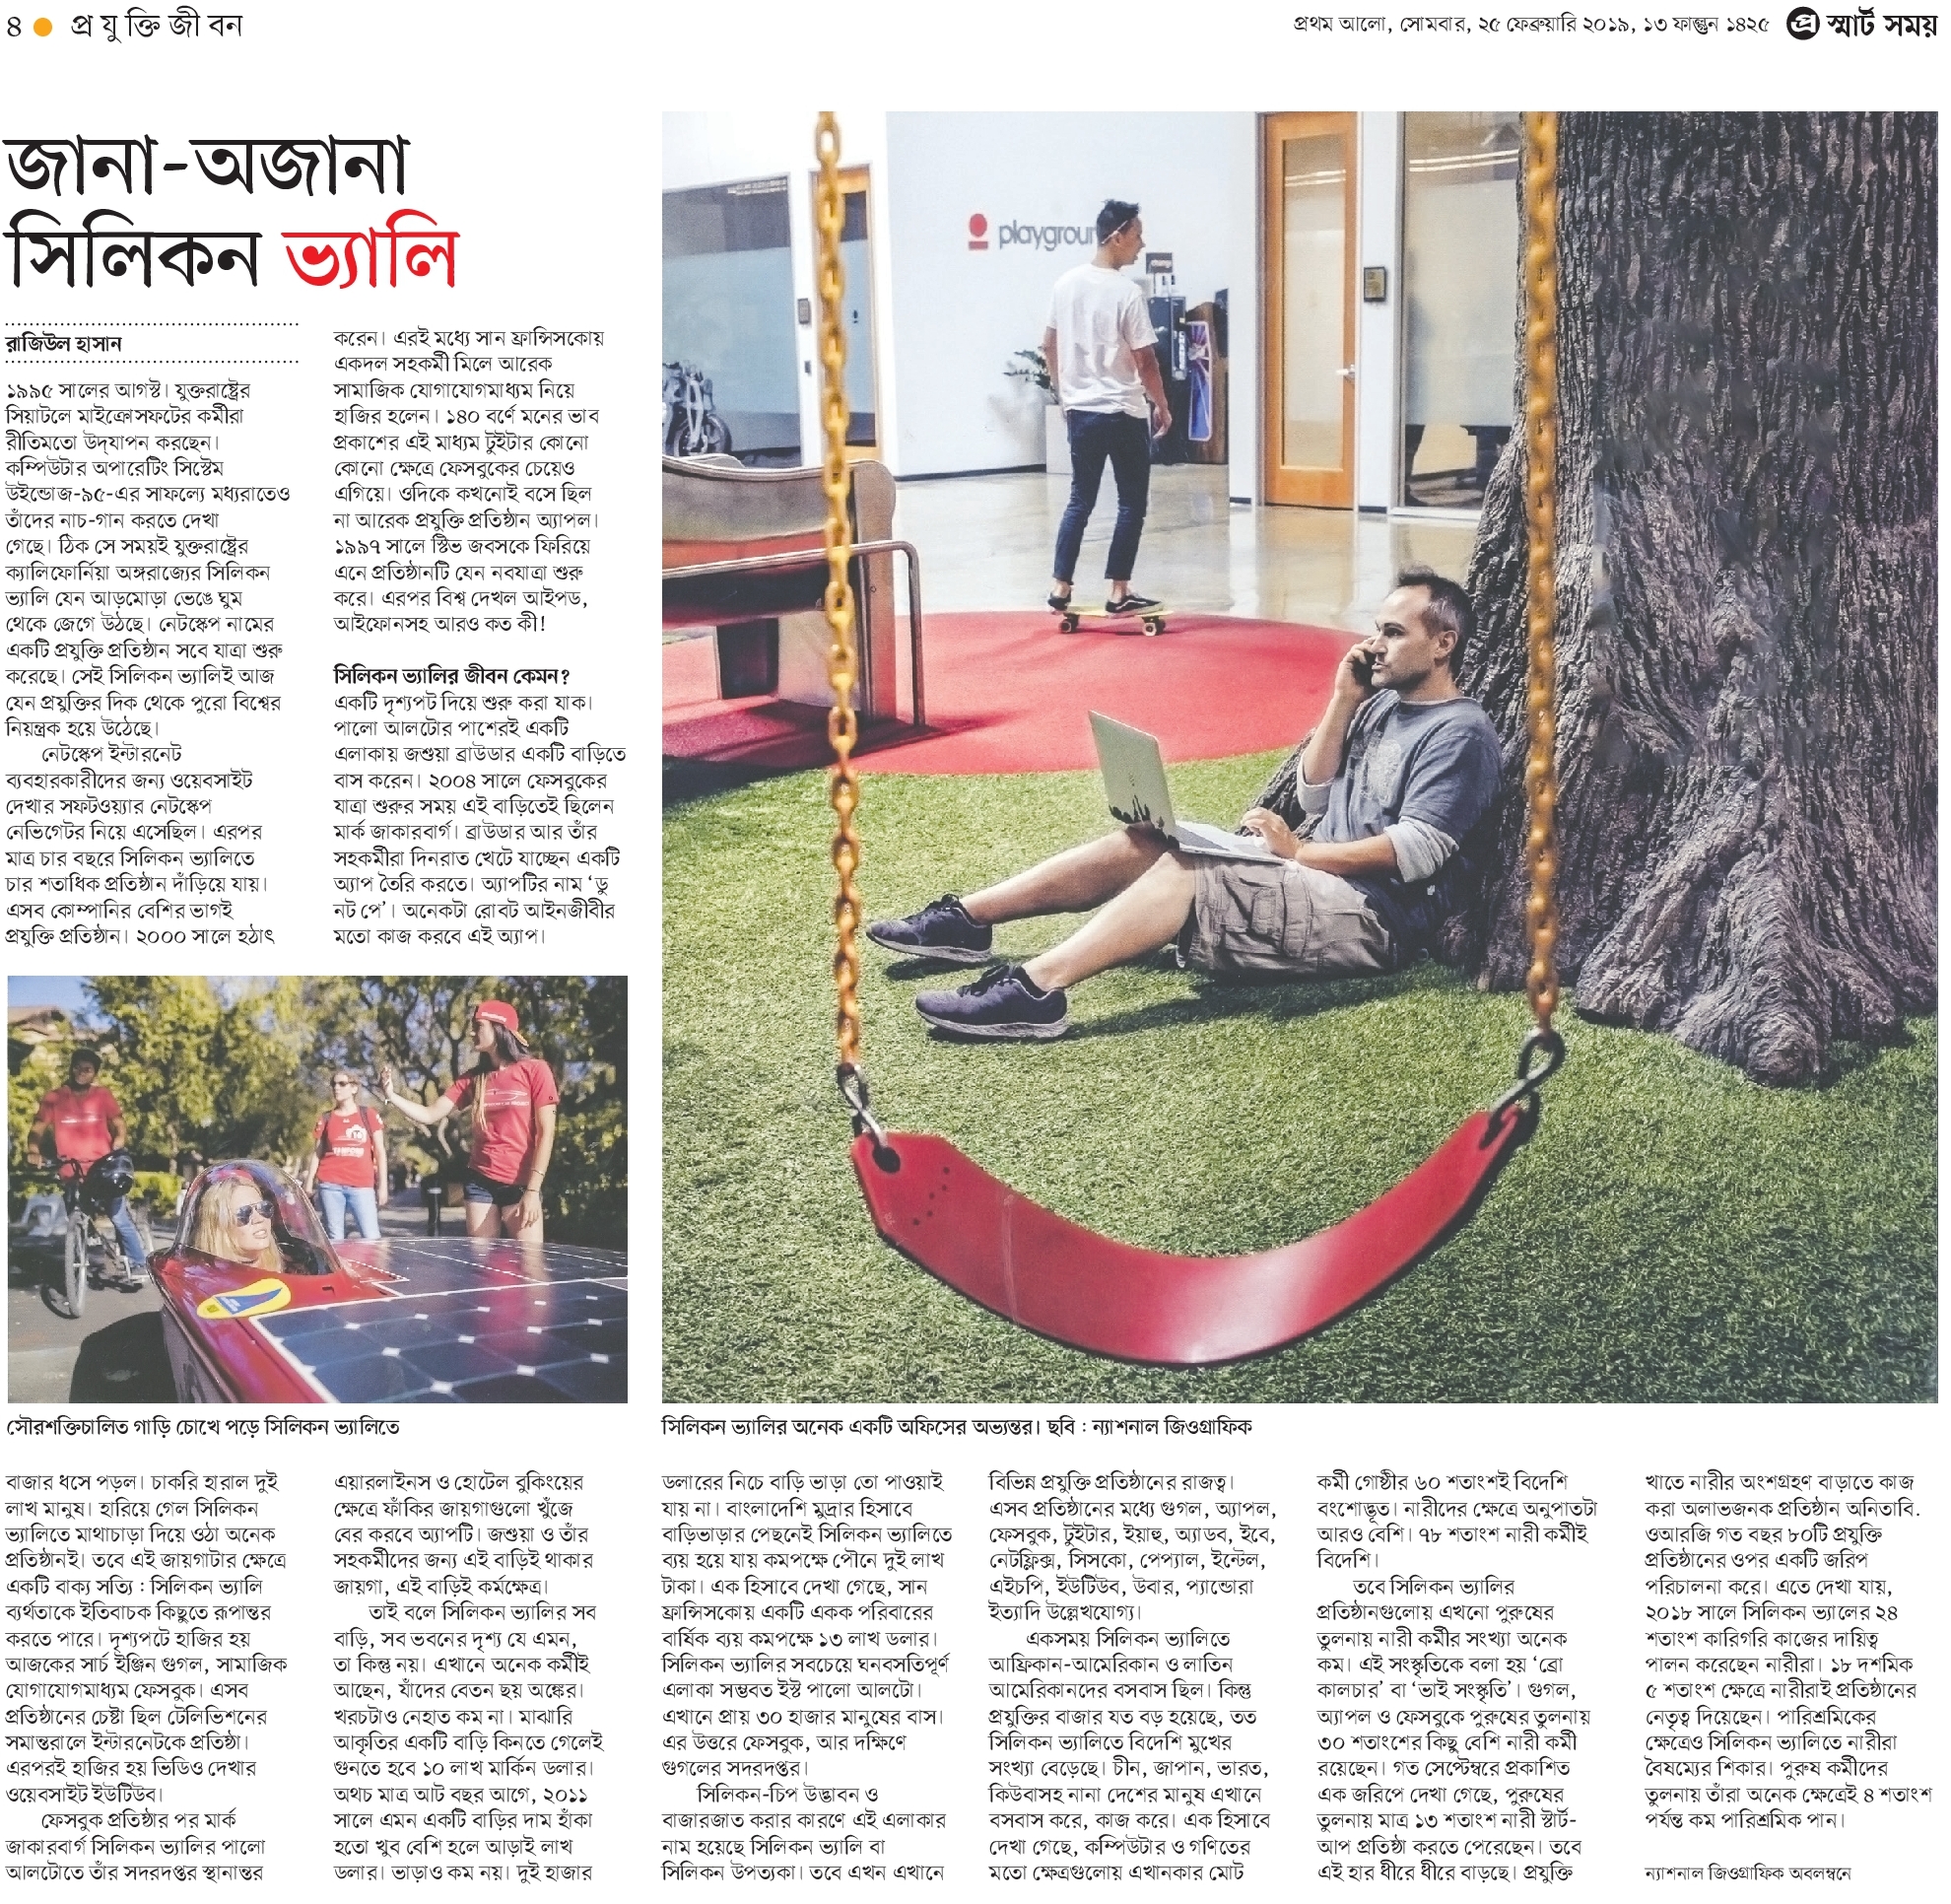 ৪ ● প্রযুক্তিজীবন
প্রথম আলো, সোমবার, ২৫ ফেব্রুয়ারি ২০১৯, ১৩ ফাল্গুন ১৪২৫ প্র স্মার্ট সময়
জানা-অজানা
সিলিকন ভ্যালি
রাজিউল হাসান
১৯৯৫ সালের আগস্ট। যুক্তরাষ্ট্রের
সিয়াটলে মাইক্রোসফটের কর্মীরা
রীতিমতো উদ্‌যাপন করছেন।
কম্পিউটার অপারেটিং সিস্টেম
উইন্ডোজ-৯৫-এর সাফল্যে মধ্যরাতেও
তাঁদের নাচ-গান করতে দেখা
গেছে। ঠিক সে সময়ই যুক্তরাষ্ট্রের
ক্যালিফোর্নিয়া অঙ্গরাজ্যের সিলিকন
ভ্যালি যেন আড়মোড়া ভেঙে ঘুম
থেকে জেগে উঠছে। নেটস্কেপ নামের
একটি প্রযুক্তি প্রতিষ্ঠান সবে যাত্রা শুরু
করেছে। সেই সিলিকন ভ্যালিই আজ
যেন প্রযুক্তির দিক থেকে পুরো বিশ্বের
নিয়ন্ত্রক হয়ে উঠেছে।
নেটস্কেপ ইন্টারনেট
ব্যবহারকারীদের জন্য ওয়েবসাইট
দেখার সফটওয়্যার নেটস্কেপ
নেভিগেটর নিয়ে এসেছিল। এরপর
মাত্র চার বছরে সিলিকন ভ্যালিতে
চার শতাধিক প্রতিষ্ঠান দাঁড়িয়ে যায়।
এসব কোম্পানির বেশির ভাগই
প্রযুক্তি প্রতিষ্ঠান। ২০০০ সালে হঠাৎ
করেন। এরই মধ্যে সান ফ্রান্সিসকোয়
একদল সহকর্মী মিলে আরেক
সামাজিক যোগাযোগমাধ্যম নিয়ে
হাজির হলেন। ১৪০ বর্ণে মনের ভাব
প্রকাশের এই মাধ্যম টুইটার কোনো
কোনো ক্ষেত্রে ফেসবুকের চেয়েও
এগিয়ে। ওদিকে কখনোই বসে ছিল
না আরেক প্রযুক্তি প্রতিষ্ঠান অ্যাপল।
১৯৯৭ সালে স্টিভ জবসকে ফিরিয়ে
এনে প্রতিষ্ঠানটি যেন নবযাত্রা শুরু
করে। এরপর বিশ্ব দেখল আইপড,
আইফোনসহ আরও কত কী!
সিলিকন ভ্যালির জীবন কেমন?
একটি দৃশ্যপট দিয়ে শুরু করা যাক।
পালো আলটোর পাশেরই একটি
এলাকায় জশুয়া ব্রাউডার একটি বাড়িতে
বাস করেন। ২০০৪ সালে ফেসবুকের
যাত্রা শুরুর সময় এই বাড়িতেই ছিলেন
মার্ক জাকারবার্গ। ব্রাউডার আর তাঁর
সহকর্মীরা দিনরাত খেটে যাচ্ছেন একটি
অ্যাপ তৈরি করতে। অ্যাপটির নাম ‘ডু
নট পে’। অনেকটা রোবট আইনজীবীর
মতো কাজ করবে এই অ্যাপ।
playgroun
সৌরশক্তিচালিত গাড়ি চোখে পড়ে সিলিকন ভ্যালিতে
সিলিকন ভ্যালির অনেক একটি অফিসের অভ্যন্তর। ছবি : ন্যাশনাল জিওগ্রাফিক
বাজার ধসে পড়ল। চাকরি হারাল দুই
লাখ মানুষ। হারিয়ে গেল সিলিকন
ভ্যালিতে মাথাচাড়া দিয়ে ওঠা অনেক
প্রতিষ্ঠানই। তবে এই জায়গাটার ক্ষেত্রে
একটি বাক্য সত্যি : সিলিকন ভ্যালি
ব্যর্থতাকে ইতিবাচক কিছুতে রূপান্তর
করতে পারে। দৃশ্যপটে হাজির হয়
আজকের সার্চ ইঞ্জিন গুগল, সামাজিক
যোগাযোগমাধ্যম ফেসবুক। এসব
প্রতিষ্ঠানের চেষ্টা ছিল টেলিভিশনের
সমান্তরালে ইন্টারনেটকে প্রতিষ্ঠা।
এরপরই হাজির হয় ভিডিও দেখার
ওয়েবসাইট ইউটিউব।
ফেসবুক প্রতিষ্ঠার পর মার্ক
জাকারবার্গ সিলিকন ভ্যালির পালো
আলটোতে তাঁর সদরদপ্তর স্থানান্তর
এয়ারলাইনস ও হোটেল বুকিংয়ের
ক্ষেত্রে ফাঁকির জায়গাগুলো খুঁজে
বের করবে অ্যাপটি। জশুয়া ও তাঁর
সহকর্মীদের জন্য এই বাড়িই থাকার
জায়গা, এই বাড়িই কর্মক্ষেত্র।
তাই বলে সিলিকন ভ্যালির সব
বাড়ি, সব ভবনের দৃশ্য যে এমন,
তা কিন্তু নয়। এখানে অনেক কর্মীই
আছেন, যাঁদের বেতন ছয় অঙ্কের।
খরচটাও নেহাত কম না। মাঝারি
আকৃতির একটি বাড়ি কিনতে গেলেই
গুনতে হবে ১০ লাখ মার্কিন ডলার।
অথচ মাত্র আট বছর আগে, ২০১১
সালে এমন একটি বাড়ির দাম হাঁকা
হতো খুব বেশি হলে আড়াই লাখ
ডলার। ভাড়াও কম নয়। দুই হাজার
ডলারের নিচে বাড়ি ভাড়া তো পাওয়াই
যায় না। বাংলাদেশি মুদ্রার হিসাবে
বাড়িভাড়ার পেছনেই সিলিকন ভ্যালিতে
ব্যয় হয়ে যায় কমপক্ষে পৌনে দুই লাখ
টাকা। এক হিসাবে দেখা গেছে, সান
ফ্রান্সিসকোয় একটি একক পরিবারের
বার্ষিক ব্যয় কমপক্ষে ১৩ লাখ ডলার।
সিলিকন ভ্যালির সবচেয়ে ঘনবসতিপূর্ণ
এলাকা সম্ভবত ইস্ট পালো আলটো।
এখানে প্রায় ৩০ হাজার মানুষের বাস।
এর উত্তরে ফেসবুক, আর দক্ষিণে
গুগলের সদরদপ্তর।
সিলিকন-চিপ উদ্ভাবন ও
বাজারজাত করার কারণে এই এলাকার
নাম হয়েছে সিলিকন ভ্যালি বা
সিলিকন উপত্যকা। তবে এখন এখানে
বিভিন্ন প্রযুক্তি প্রতিষ্ঠানের রাজত্ব।
এসব প্রতিষ্ঠানের মধ্যে গুগল, অ্যাপল,
ফেসবুক, টুইটার, ইয়াহু, অ্যাডব, ইবে,
নেটফ্লিক্স, সিসকো, পেপ্যাল, ইন্টেল,
এইচপি, ইউটিউব, উবার, প্যান্ডোরা
ইত্যাদি উল্লেখযোগ্য।
একসময় সিলিকন ভ্যালিতে
আফ্রিকান-আমেরিকান ও লাতিন
আমেরিকানদের বসবাস ছিল। কিন্তু
প্রযুক্তির বাজার যত বড় হয়েছে, তত
সিলিকন ভ্যালিতে বিদেশি মুখের
সংখ্যা বেড়েছে। চীন, জাপান, ভারত,
কিউবাসহ নানা দেশের মানুষ এখানে
বসবাস করে, কাজ করে। এক হিসাবে
দেখা গেছে, কম্পিউটার ও গণিতের
মতো ক্ষেত্রগুলোয় এখানকার মোট
কর্মী গোষ্ঠীর ৬০ শতাংশই বিদেশি
বংশোদ্ভূত। নারীদের ক্ষেত্রে অনুপাতটা
আরও বেশি। ৭৮ শতাংশ নারী কর্মীই
বিদেশি।
তবে সিলিকন ভ্যালির
প্রতিষ্ঠানগুলোয় এখনো পুরুষের
তুলনায় নারী কর্মীর সংখ্যা অনেক
কম। এই সংস্কৃতিকে বলা হয় ‘ব্রো
কালচার’ বা ‘ভাই সংস্কৃতি’। গুগল,
অ্যাপল ও ফেসবুকে পুরুষের তুলনায়
৩০ শতাংশের কিছু বেশি নারী কর্মী
রয়েছেন। গত সেপ্টেম্বরে প্রকাশিত
এক জরিপে দেখা গেছে, পুরুষের
তুলনায় মাত্র ১৩ শতাংশ নারী স্টার্ট-
আপ প্রতিষ্ঠা করতে পেরেছেন। তবে
এই হার ধীরে ধীরে বাড়ছে। প্রযুক্তি
খাতে নারীর অংশগ্রহণ বাড়াতে কাজ
করা অলাভজনক প্রতিষ্ঠান অনিতাবি.
ওআরজি গত বছর ৮০টি প্রযুক্তি
প্রতিষ্ঠানের ওপর একটি জরিপ
পরিচালনা করে। এতে দেখা যায়,
২০১৮ সালে সিলিকন ভ্যালের ২৪
শতাংশ কারিগরি কাজের দায়িত্ব
পালন করেছেন নারীরা। ১৮ দশমিক
৫ শতাংশ ক্ষেত্রে নারীরাই প্রতিষ্ঠানের
নেতৃত্ব দিয়েছেন। পারিশ্রমিকের
ক্ষেত্রেও সিলিকন ভ্যালিতে নারীরা
বৈষম্যের শিকার। পুরুষ কর্মীদের
তুলনায় তাঁরা অনেক ক্ষেত্রেই ৪ শতাংশ
পর্যন্ত কম পারিশ্রমিক পান।
ন্যাশনাল জিওগ্রাফিক অবলম্বনে